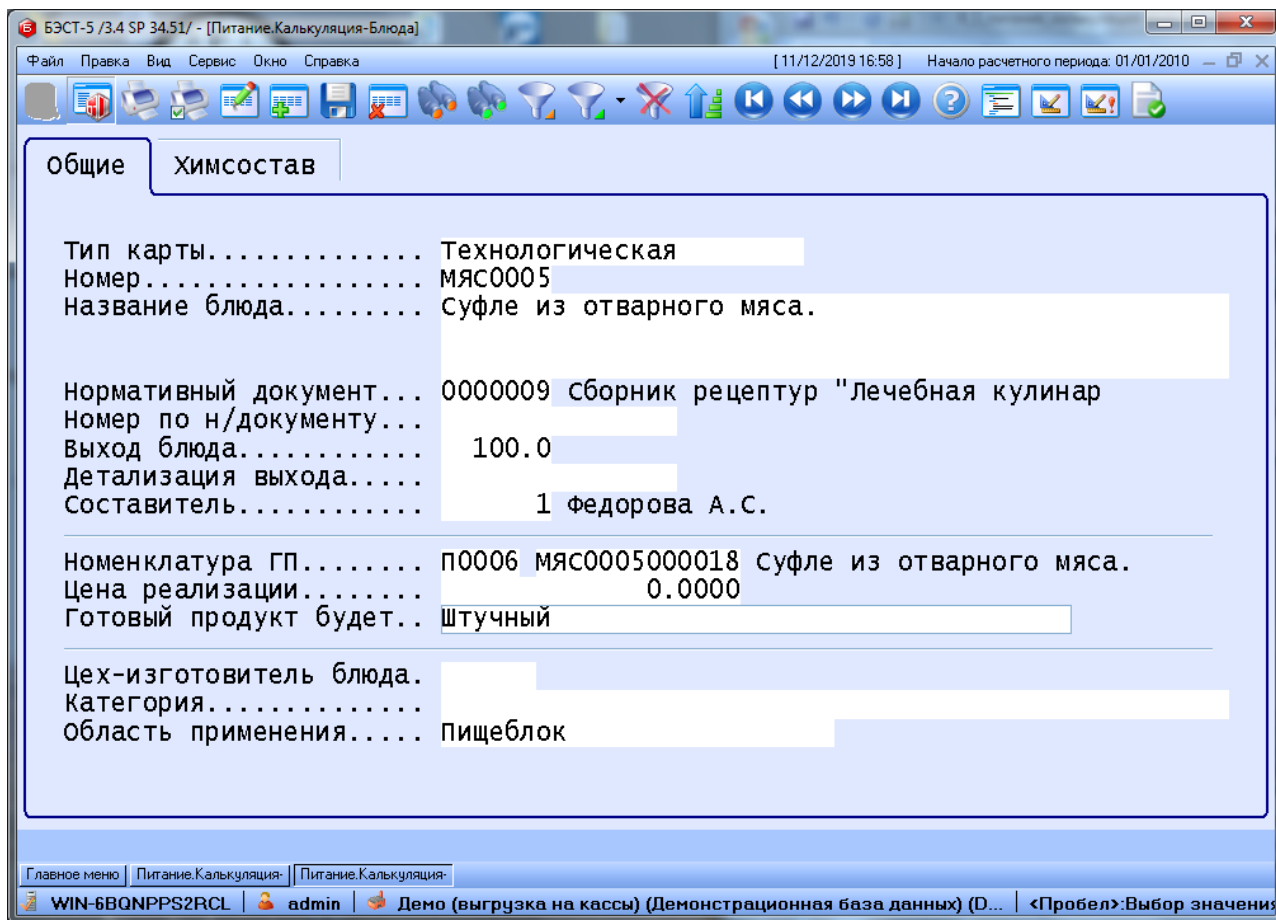 БЭСТ-5 /3.4 SP 34.51/ - [Питание.Калькуляция-Блюда]
Файл Правка Вид Сервис Окно Справка [ 11/12/2019 16:58 ] Начало расчетного периода: 01/01/2010
Общие Химсостав
Тип карты.............. Технологическая
Номер.................. МЯС0005
Название блюда......... Суфле из отварного мяса.
Нормативный документ... 0000009 Сборник рецептур "Лечебная кулинар
Номер по н/документу...
Выход блюда............ 100.0
Детализация выхода.....
Составитель............ 1 Федорова А.С.
Номенклатура ГП........ П0006 МЯС0005000018 Суфле из отварного мяса.
Цена реализации........ 0.0000
Готовый продукт будет.. Штучный
Цех-изготовитель блюда.
Категория..............
Область применения..... Пищеблок
Главное меню Питание.Калькуляция- Питание.Калькуляция-
WIN-6BQNPPS2RCL admin Демо (выгрузка на кассы) (Демонстрационная база данных) (D... <Пробел>:Выбор значения